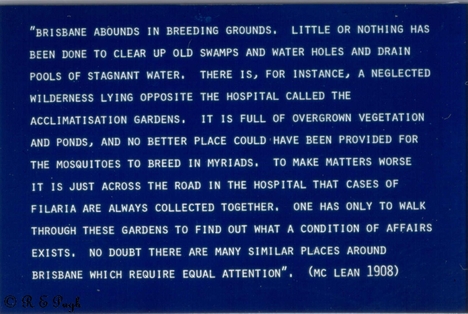 "BRISBANE ABOUNDS IN BREEDING GROUNDS.  LITTLE OR NOTHING HAS
BEEN DONE TO CLEAR UP OLD SWAMPS AND WATER HOLES AND DRAIN
POOLS OF STAGNANT WATER.  THERE IS, FOR INSTANCE, A NEGLECTED
WILDERNESS LYING OPPOSITE THE HOSPITAL CALLED THE
ACCLIMATISATION GARDENS.  IT IS FULL OF OVERGROWN VEGETATION
AND PONDS, AND NO BETTER PLACE COULD HAVE BEEN PROVIDED FOR
THE MOSQUITOES TO BREED IN MYRIADS.  TO MAKE MATTERS WORSE
IT IS JUST ACROSS THE ROAD IN THE HOSPITAL THAT CASES OF
FILARIA ARE ALWAYS COLLECTED TOGETHER.  ONE HAS ONLY TO WALK
THROUGH THESE GARDENS TO FIND OUT WHAT A CONDITION OF AFFAIRS
EXISTS.  NO DOUBT THERE ARE MANY SIMILAR PLACES AROUND
BRISBANE WHICH REQUIRE EQUAL ATTENTION".  (MC LEAN 1908)
© R E Pugh